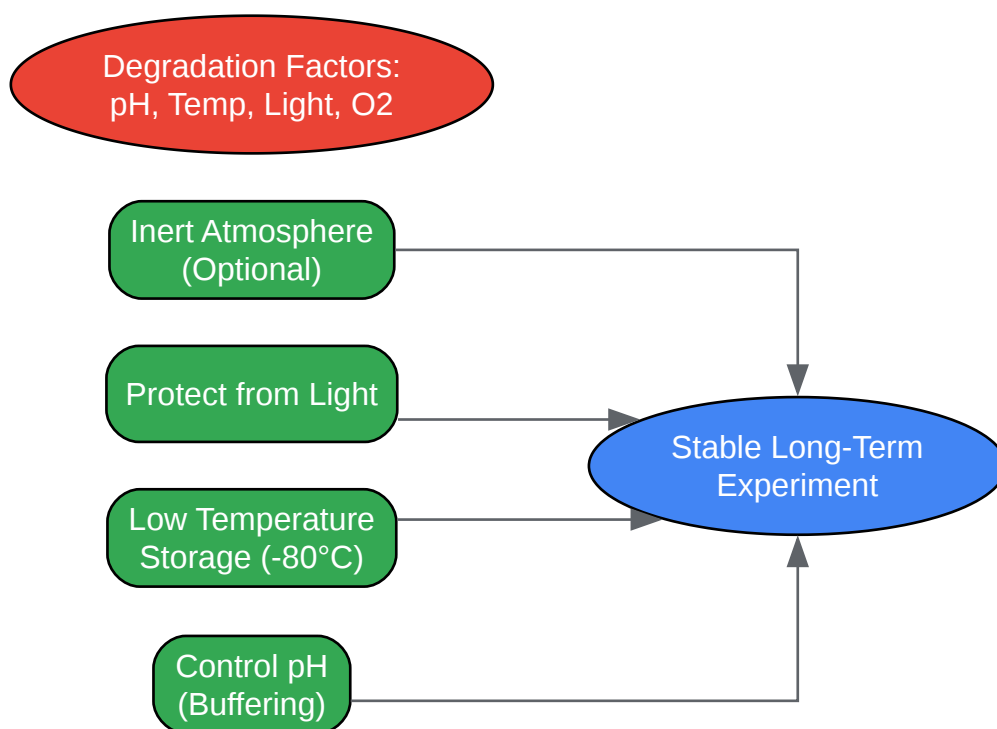 Degradation Factors:
pH, Temp, Light, O2
Inert Atmosphere
(Optional)
Protect from Light
Stable Long-Term
Experiment
Low Temperature
Storage (-80°C)
Control pH
(Buffering)